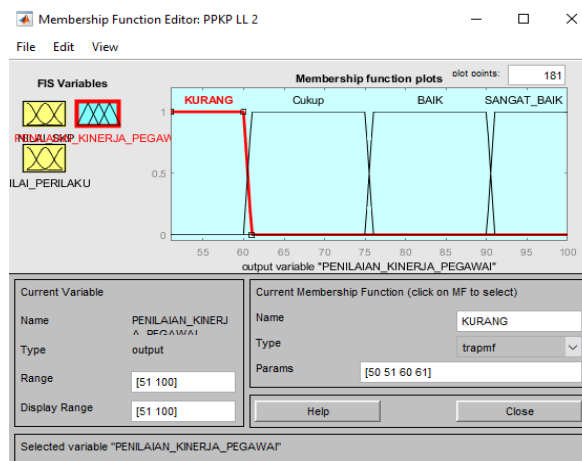 Membership Function Editor: PPKP LL 2
File Edit View
FIS Variables
Membership function plots
plot points:
181
KURANG
Cukup
BAIK
SANGAT_BAIK
PENILAIAN_KINERJA_PEGAWAI
ILAI_PERILAKU
1
0.5
0
55 60 65 70 75 80 85 90 95 100
output variable "PENILAIAN_KINERJA_PEGAWAI"
Current Variable
Name
PENILAIAN_KINERJ
A_PEGAWAI
Type
output
Range
[51 100]
Display Range
[51 100]
Current Membership Function (click on MF to select)
Name
KURANG
Type
trapmf
Params
[50 51 60 61]
Help
Close
Selected variable "PENILAIAN_KINERJA_PEGAWAI"